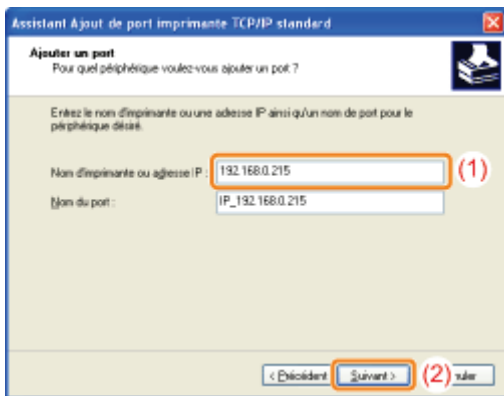 Assistant Ajout de port imprimante TCP/IP standard
Ajouter un port
Pour quel périphérique voulez-vous ajouter un port ?
Entrez le nom d'imprimante ou une adresse IP ainsi qu'un nom de port pour le
périphérique désiré.
Nom d'imprimante ou adresse IP : 192.168.0.215 (1)
Nom du port : IP_192.168.0.215
< Précédent Suivant > (2) nuler